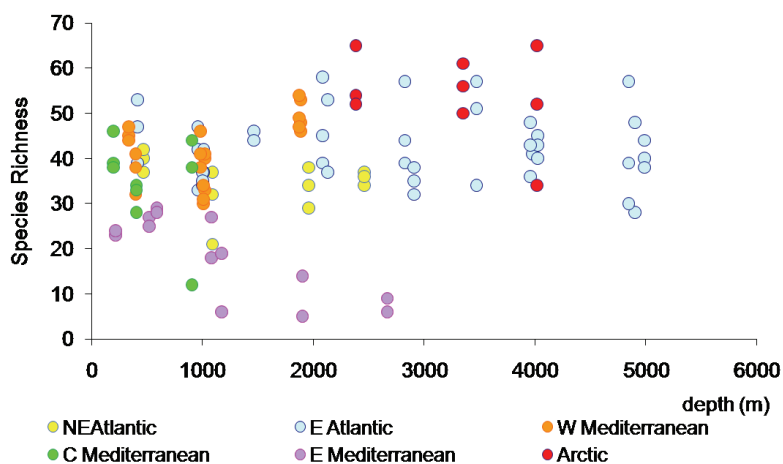 Species Richness
70
60
50
40
30
20
10
0
0 1000 2000 3000 4000 5000 6000
depth (m)
NEAtlantic E Atlantic W Mediterranean
C Mediterranean E Mediterranean Arctic